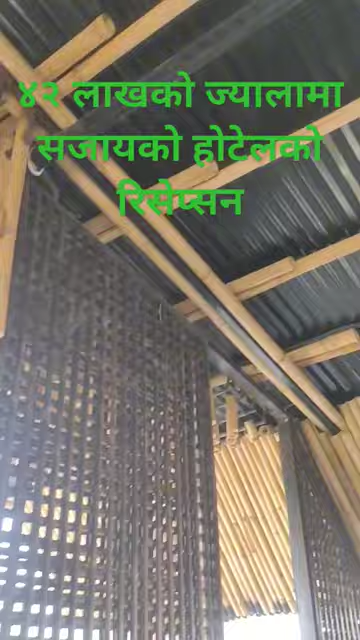 ४२ लाखको ज्यालामा
सजायको होटेलको
रिसेप्सन